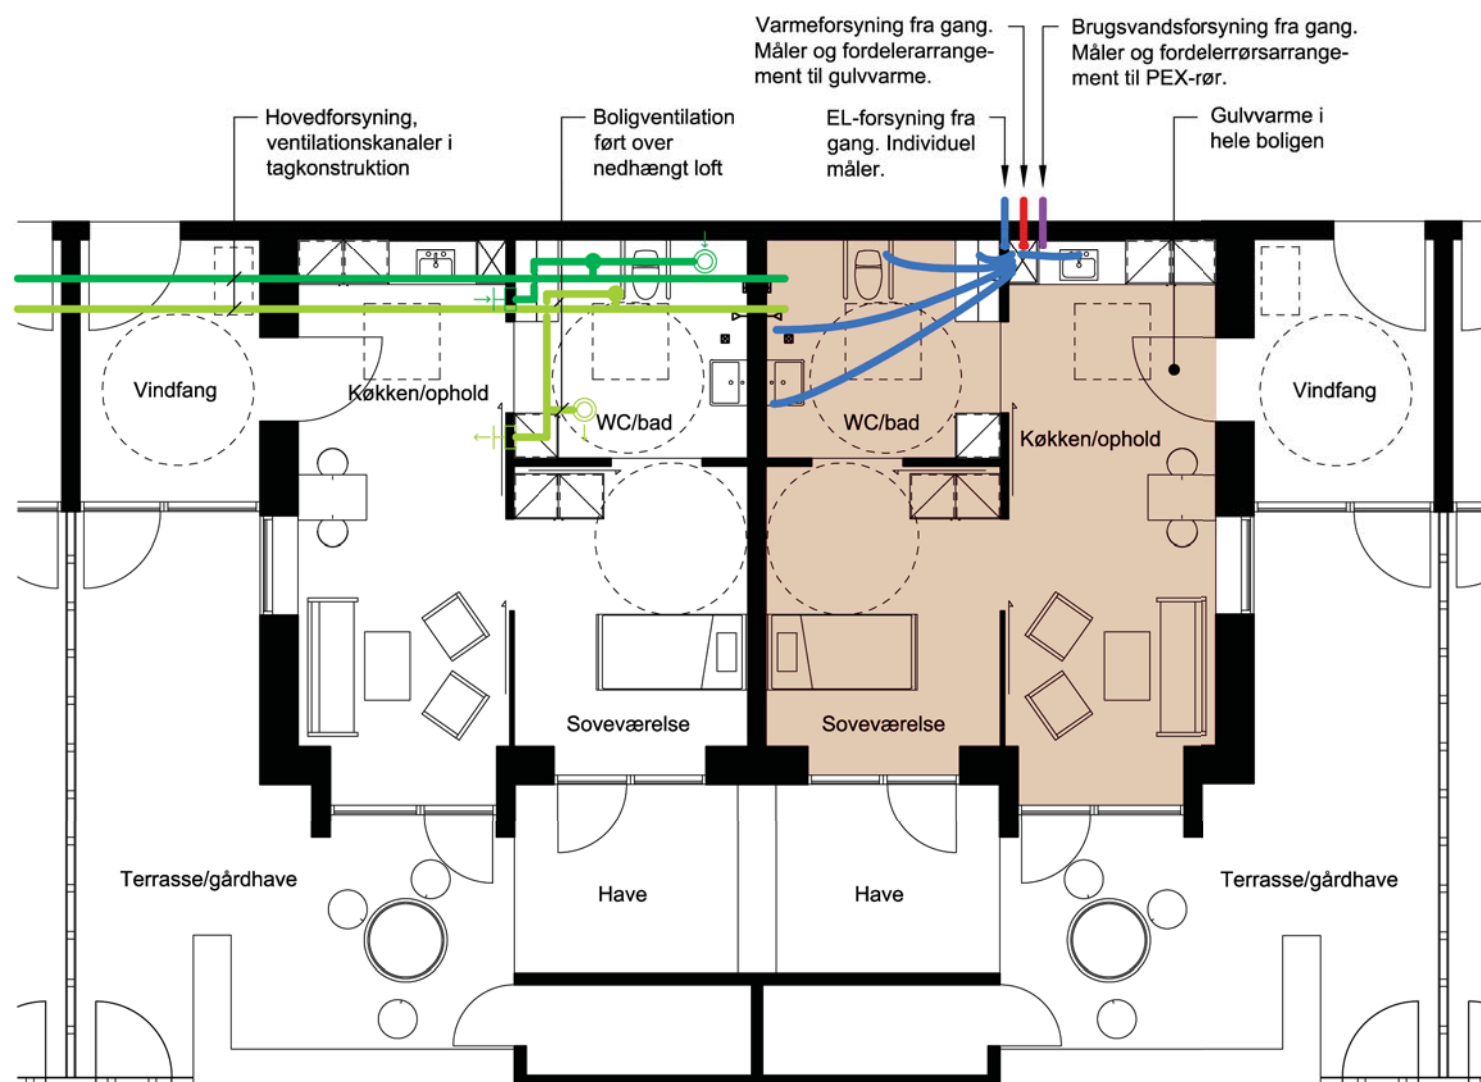 Varmeforsyning fra gang.
Måler og fordelerarrange-
ment til gulvvarme.
Brugsvandsforsyning fra gang.
Måler og fordelerrørsarrange-
ment til PEX-rør.
Hovedforsyning,
ventilationskanaler i
tagkonstruktion
Boligventilation
ført over
nedhængt loft
EL-forsyning fra
gang. Individuel
måler.
Gulvvarme i
hele boligen
Vindfang
Køkken/ophold
WC/bad
WC/bad
Køkken/ophold
Vindfang
Soveværelse
Soveværelse
Terrasse/gårdhave
Have
Have
Terrasse/gårdhave